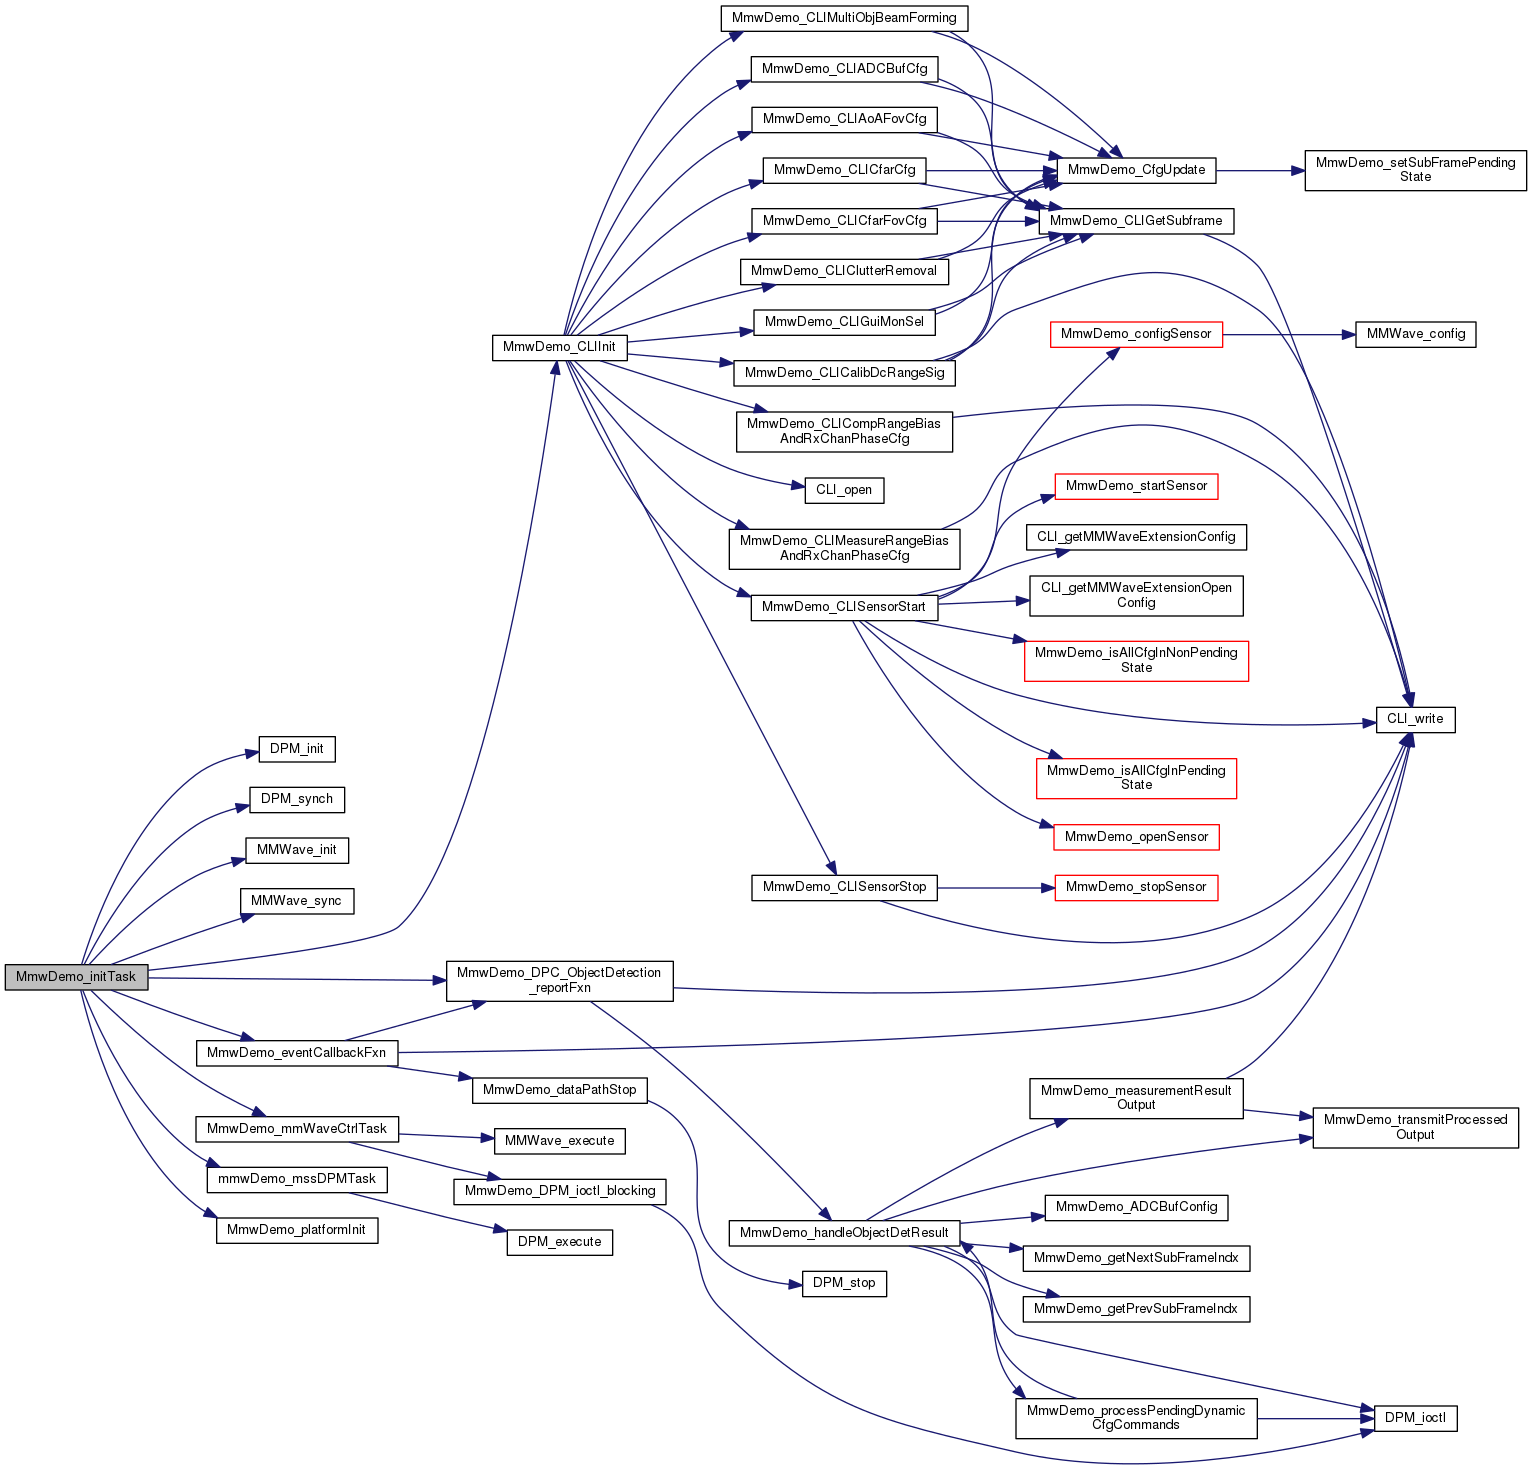 MmwDemo_CLIMultiObjBeamForming
MmwDemo_CLIADCBufCfg
MmwDemo_CLIAoAFovCfg
MmwDemo_CLICfarCfg
MmwDemo_CfgUpdate
MmwDemo_setSubFramePending
State
MmwDemo_CLICfarFovCfg
MmwDemo_CLIGetSubframe
MmwDemo_CLIClutterRemoval
MmwDemo_CLIGuiMonSel
MmwDemo_configSensor
MMWave_config
MmwDemo_CLIInit
MmwDemo_CLICalibDcRangeSig
MmwDemo_CLICompRangeBias
AndRxChanPhaseCfg
CLI_open
MmwDemo_startSensor
MmwDemo_CLIMeasureRangeBias
AndRxChanPhaseCfg
CLI_getMMWaveExtensionConfig
CLI_getMMWaveExtensionOpen
Config
MmwDemo_CLISensorStart
MmwDemo_isAllCfgInNonPending
State
CLI_write
DPM_init
MmwDemo_isAllCfgInPending
State
DPM_synch
MmwDemo_openSensor
MMWave_init
MmwDemo_CLISensorStop
MmwDemo_stopSensor
MMWave_sync
MmwDemo_initTask
MmwDemo_DPC_ObjectDetection
_reportFxn
MmwDemo_eventCallbackFxn
MmwDemo_dataPathStop
MmwDemo_measurementResult
Output
MmwDemo_transmitProcessed
Output
MmwDemo_mmWaveCtrlTask
MMWave_execute
mmwDemo_mssDPMTask
MmwDemo_DPM_ioctl_blocking
MmwDemo_ADCBufConfig
MmwDemo_platformInit
DPM_execute
MmwDemo_handleObjectDetResult
MmwDemo_getNextSubFrameIndx
DPM_stop
MmwDemo_getPrevSubFrameIndx
MmwDemo_processPendingDynamic
CfgCommands
DPM_ioctl